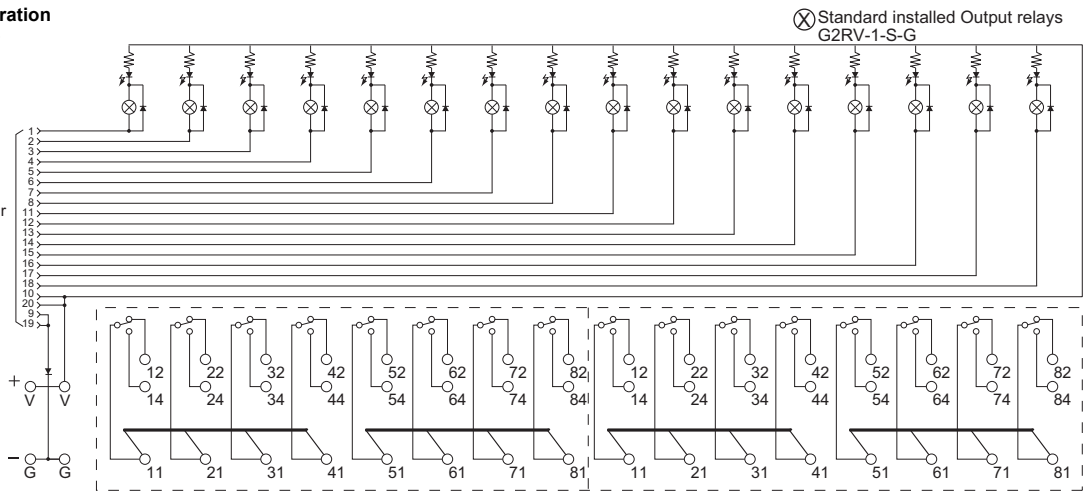 ration
Standard installed Output relays
G2RV-1-S-G
1
2
3
4
5
6
7
8
11
r
12
13
14
15
16
17
18
10
20
9
19
12 22 32 42 52 62 72 82 12 22 32 42 52 62 72 82
+
14 24 34 44 54 64 74 84 14 24 34 44 54 64 74 84
V V
11 21 31 41 51 61 71 81 11 21 31 41 51 61 71 81
−
G G